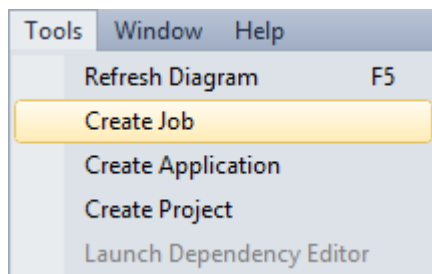 Tools Window Help
Refresh Diagram F5
Create Job
Create Application
Create Project
Launch Dependency Editor